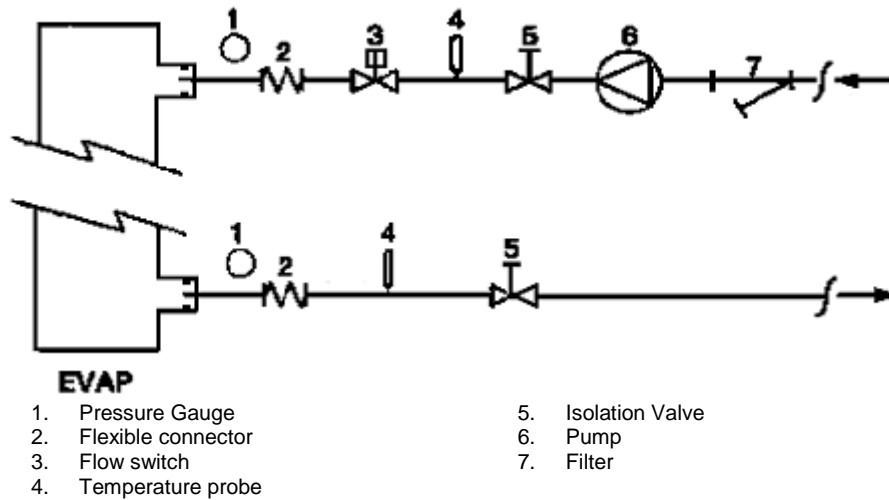 1 2 3 4 5 6 7
1 2 4 5
EVAP
1. Pressure Gauge
2. Flexible connector
3. Flow switch
4. Temperature probe
5. Isolation Valve
6. Pump
7. Filter